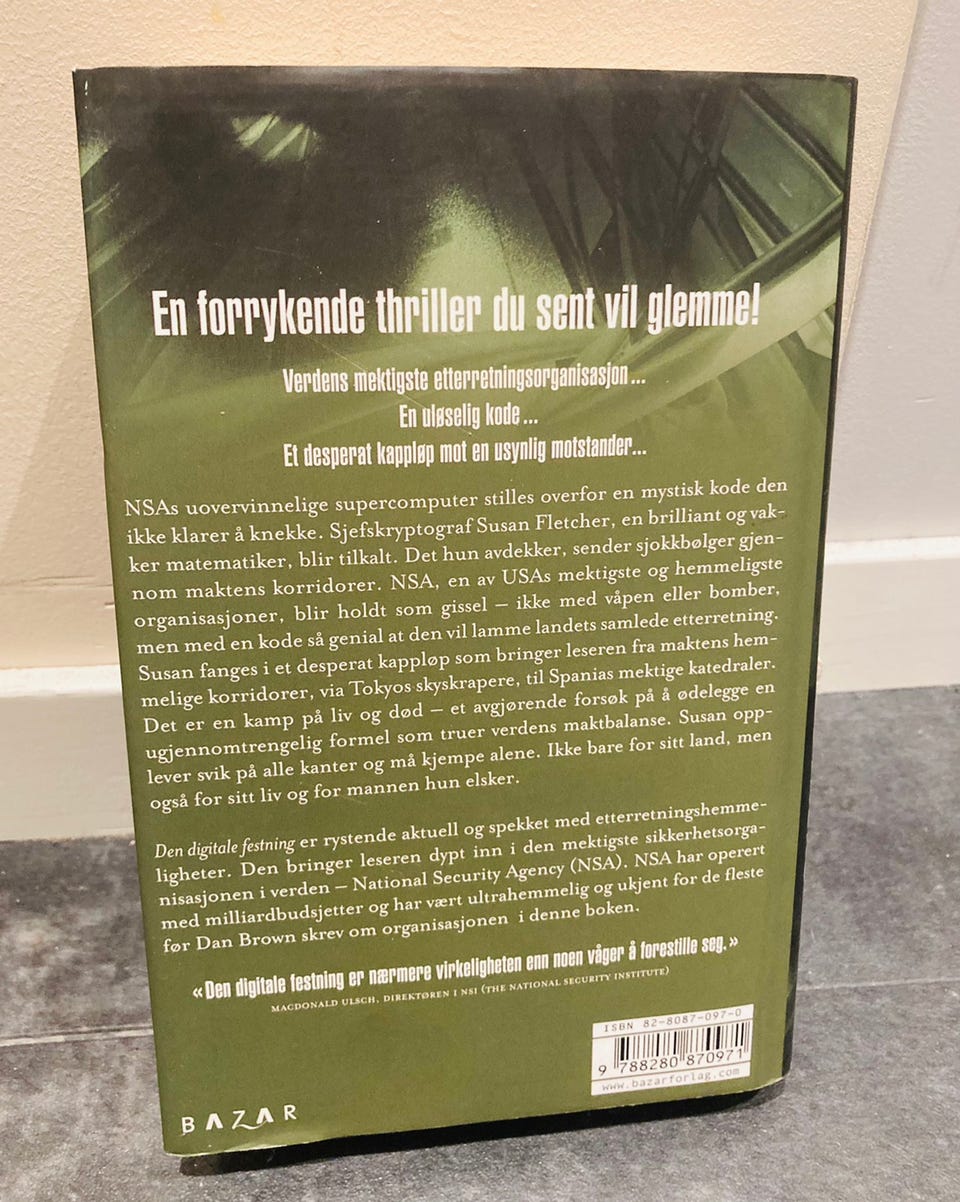 En forrykende thriller du sent vil glemme!
Verdens mektigste etterretningsorganisasjon...
En uløselig kode...
Et desperat kappløp mot en usynlig motstander...
NSAs uovervinnelige supercomputer stilles overfor en mystisk kode den
ikke klarer å knekke. Sjefskryptograf Susan Fletcher, en brilliant og vak-
ker matematiker, blir tilkalt. Det hun avdekker, sender sjokkbølger gjen-
nom maktens korridorer. NSA, en av USAs mektigste og hemmeligste
organisasjoner, blir holdt som gissel – ikke med våpen eller bomber,
men med en kode så genial at den vil lamme landets samlede etterretning.
Susan fanges i et desperat kappløp som bringer leseren fra maktens hem-
melige korridorer, via Tokyos skyskrapere, til Spanias mektige katedraler.
Det er en kamp på liv og død – et avgjørende forsøk på å ødelegge en
ugjennomtrengelig formel som truer verdens maktbalanse. Susan opp-
lever svik på alle kanter og må kjempe alene. Ikke bare for sitt land, men
også for sitt liv og for mannen hun elsker.
Den digitale festning er rystende aktuell og spekket med etterretningshemme-
ligheter. Den bringer leseren dypt inn i den mektigste sikkerhetsorga-
nisasjonen i verden – National Security Agency (NSA). NSA har operert
med milliardbudsjetter og har vært ultrahemmelig og ukjent for de fleste
før Dan Brown skrev om organisasjonen i denne boken.
«Den digitale festning er nærmere virkeligheten enn noen våger å forestille seg.»
MACDONALD ULSCH, DIREKTØREN I NSI (THE NATIONAL SECURITY INSTITUTE)
ISBN 82-8087-097-0
9 788280 870971
www.bazarforlag.com
BAZAR